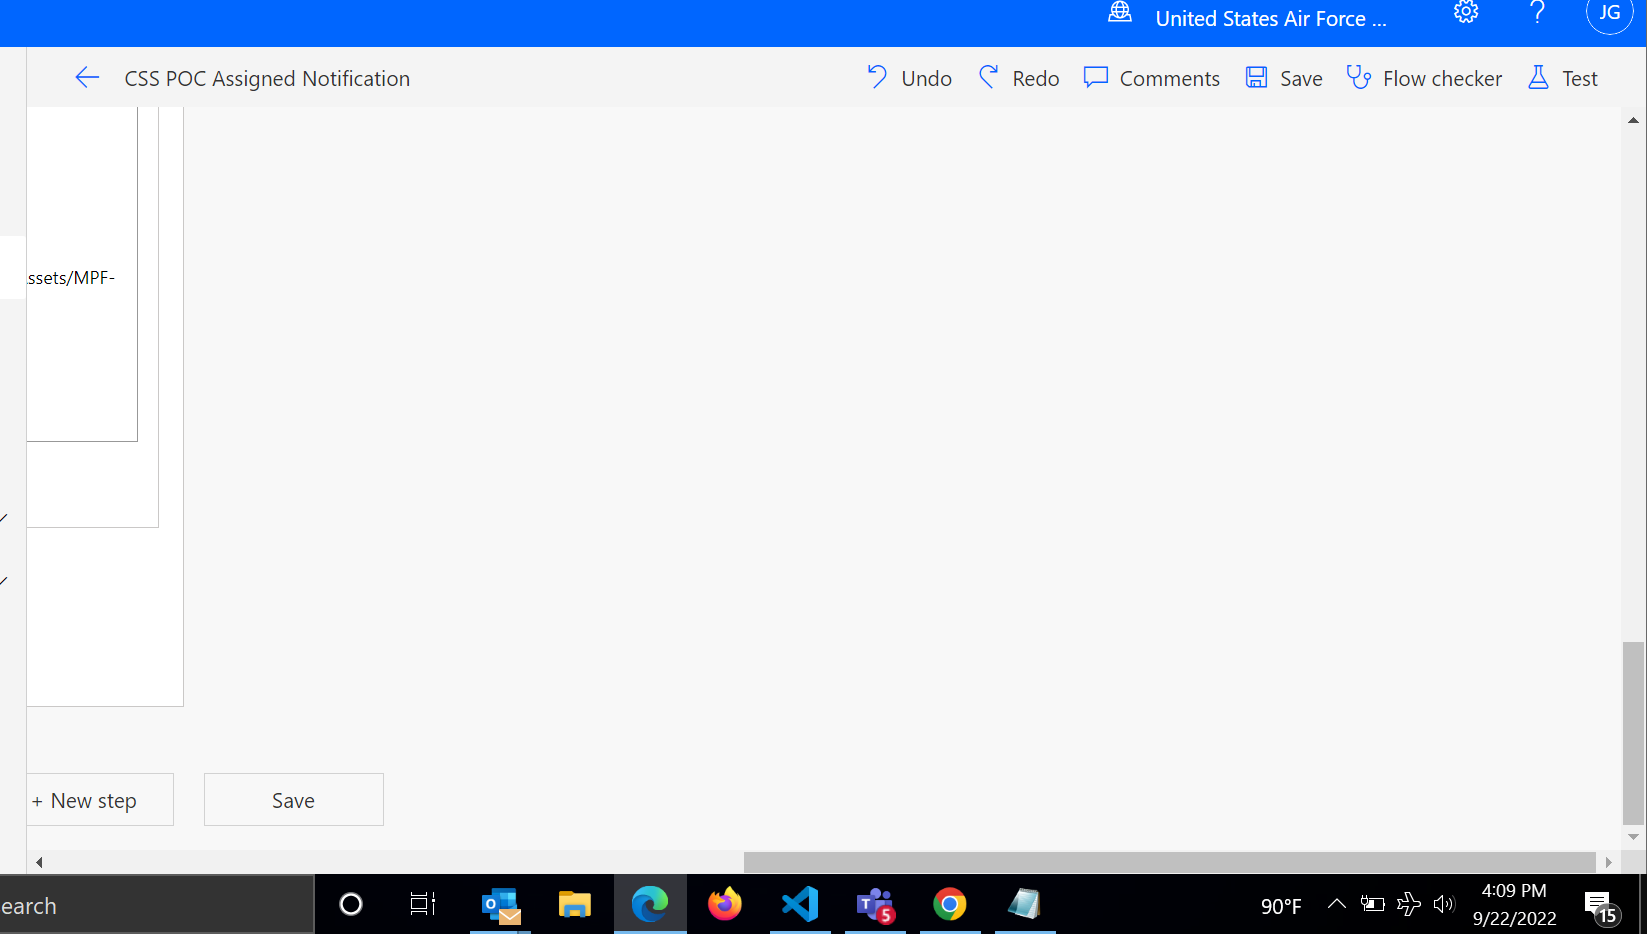 United States Air Force ...
?
JG
CSS POC Assigned Notification
Undo
Redo
Comments
Save
Flow checker
Test
ssets/MPF-
+ New step
Save
earch
T
5
90°F
4:09 PM
9/22/2022
15